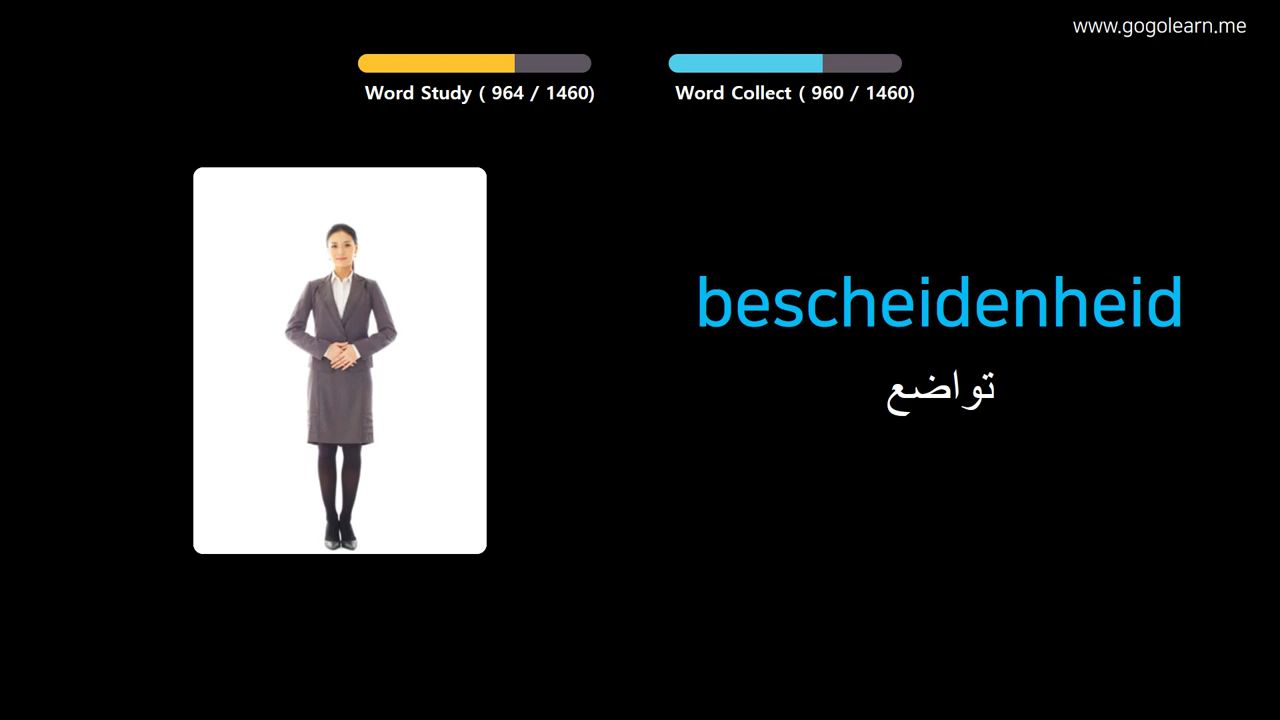 www.gogolearn.me
Word Study ( 964 / 1460)
Word Collect ( 960 / 1460)
bescheidenheid
تواضع